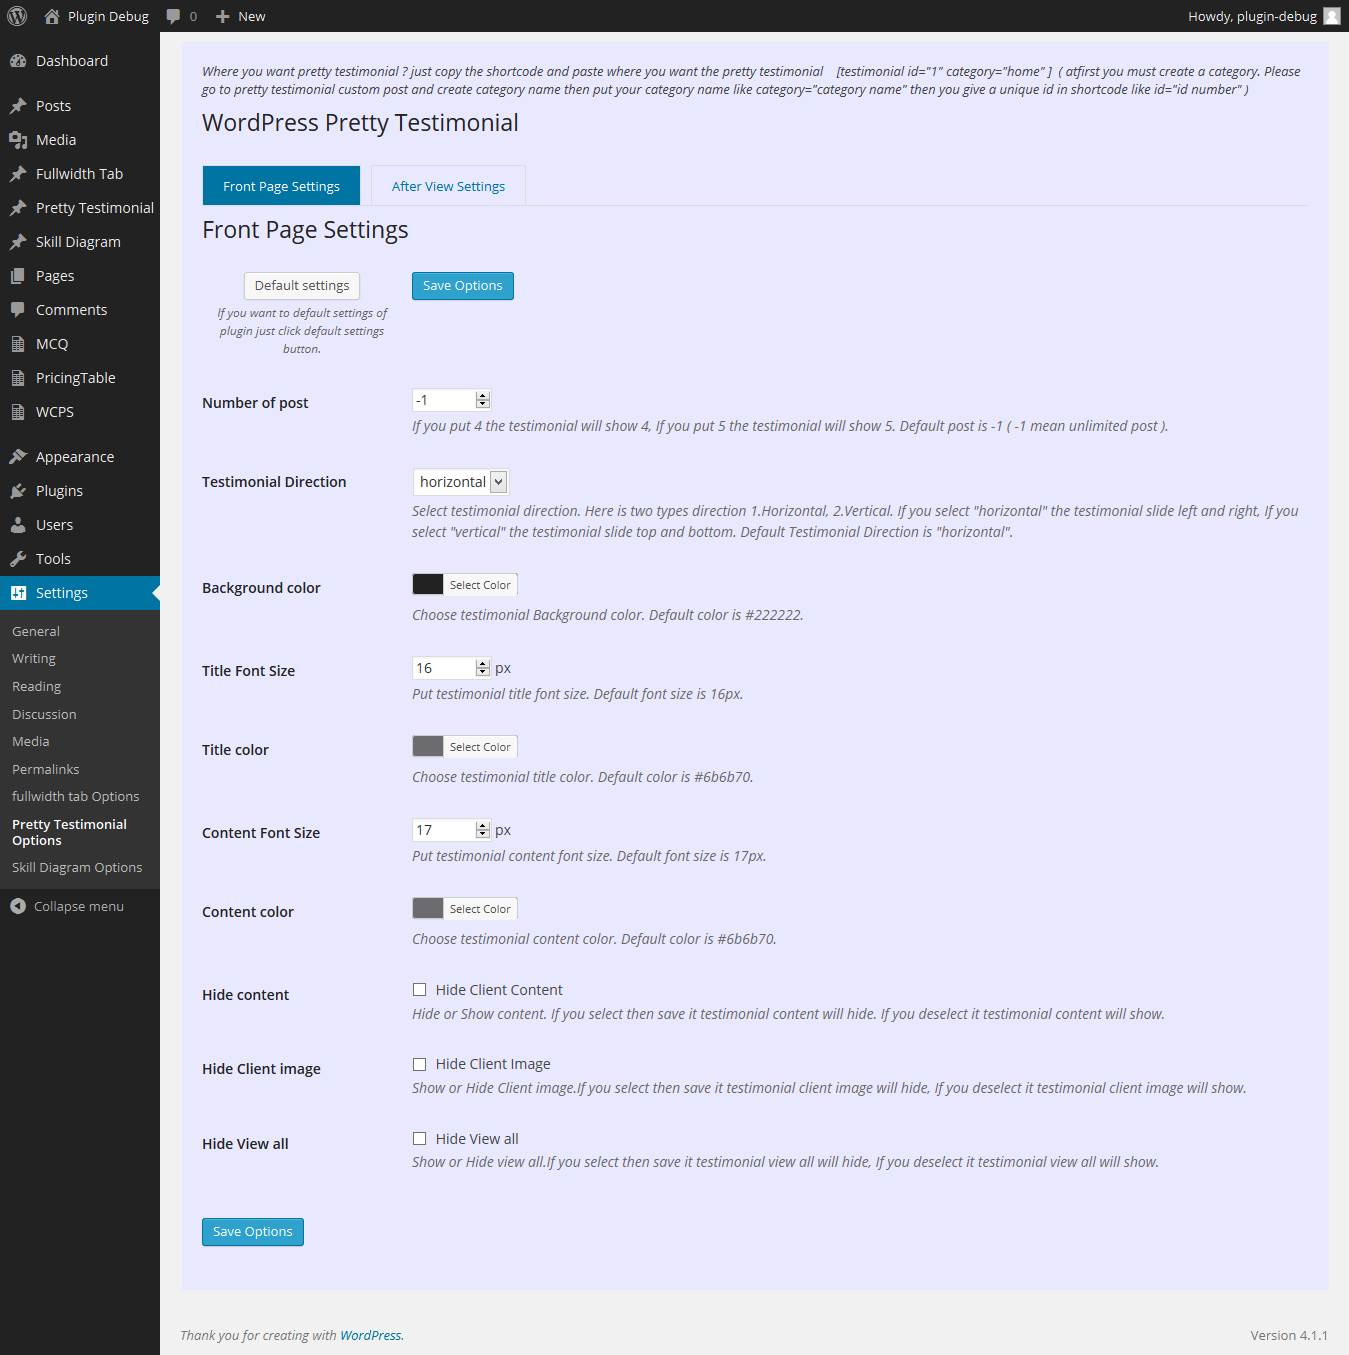 Plugin Debug 0 New Howdy, plugin-debug
Dashboard
Posts
Media
Fullwidth Tab
Pretty Testimonial
Skill Diagram
Pages
Comments
MCQ
PricingTable
WCPS
Appearance
Plugins
Users
Tools
Settings
General
Writing
Reading
Discussion
Media
Permalinks
fullwidth tab Options
Pretty Testimonial
Options
Skill Diagram Options
Collapse menu
Where you want pretty testimonial ? just copy the shortcode and paste where you want the pretty testimonial [testimonial id="1" category="home" ] ( atfirst you must create a category. Please
go to pretty testimonial custom post and create category name then put your category name like category="category name" then you give a unique id in shortcode like id="id number" )
WordPress Pretty Testimonial
Front Page Settings After View Settings
Front Page Settings
Default settings Save Options
If you want to default settings of
plugin just click default settings
button.
Number of post -1
If you put 4 the testimonial will show 4, If you put 5 the testimonial will show 5. Default post is -1 ( -1 mean unlimited post ).
Testimonial Direction horizontal
Select testimonial direction. Here is two types direction 1.Horizontal, 2.Vertical. If you select "horizontal" the testimonial slide left and right, If you
select "vertical" the testimonial slide top and bottom. Default Testimonial Direction is "horizontal".
Background color Select Color
Choose testimonial Background color. Default color is #222222.
Title Font Size 16 px
Put testimonial title font size. Default font size is 16px.
Title color Select Color
Choose testimonial title color. Default color is #6b6b70.
Content Font Size 17 px
Put testimonial content font size. Default font size is 17px.
Content color Select Color
Choose testimonial content color. Default color is #6b6b70.
Hide content Hide Client Content
Hide or Show content. If you select then save it testimonial content will hide. If you deselect it testimonial content will show.
Hide Client image Hide Client Image
Show or Hide Client image.If you select then save it testimonial client image will hide, If you deselect it testimonial client image will show.
Hide View all Hide View all
Show or Hide view all.If you select then save it testimonial view all will hide, If you deselect it testimonial view all will show.
Save Options
Thank you for creating with WordPress. Version 4.1.1